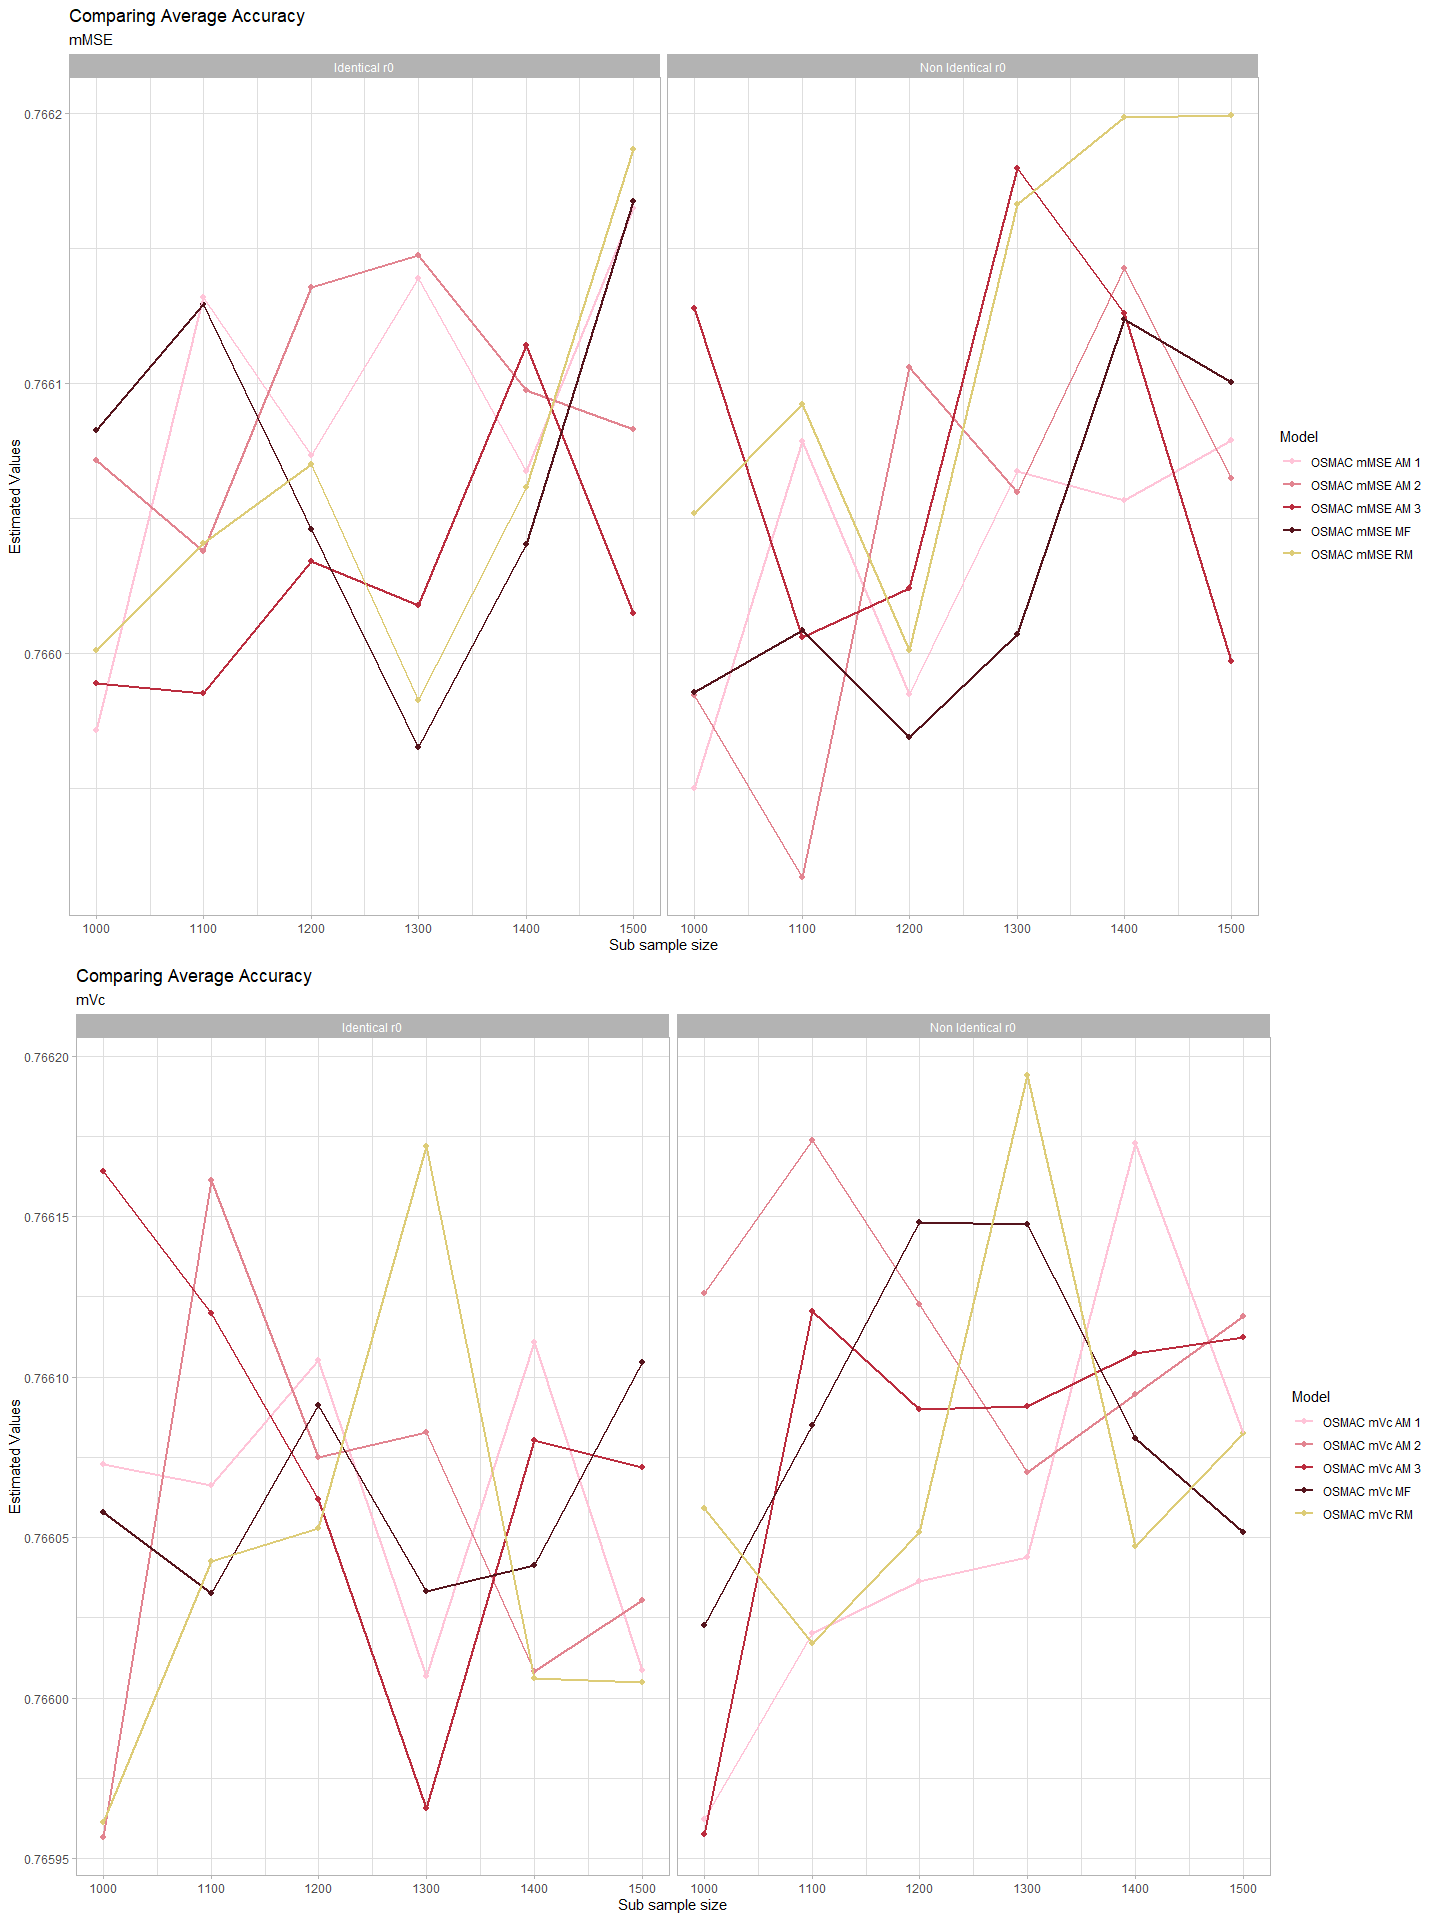 Comparing Average Accuracy
mMSE
Identical r0
Non Identical r0
0.7662
0.7661
0.7660
Estimated Values
1000 1100 1200 1300 1400 1500
1000 1100 1200 1300 1400 1500
Sub sample size
Model
OSMAC mMSE AM 1
OSMAC mMSE AM 2
OSMAC mMSE AM 3
OSMAC mMSE MF
OSMAC mMSE RM
Comparing Average Accuracy
mVc
Identical r0
Non Identical r0
0.76620
0.76615
0.76610
0.76605
0.76600
0.76595
Estimated Values
1000 1100 1200 1300 1400 1500
1000 1100 1200 1300 1400 1500
Sub sample size
Model
OSMAC mVc AM 1
OSMAC mVc AM 2
OSMAC mVc AM 3
OSMAC mVc MF
OSMAC mVc RM